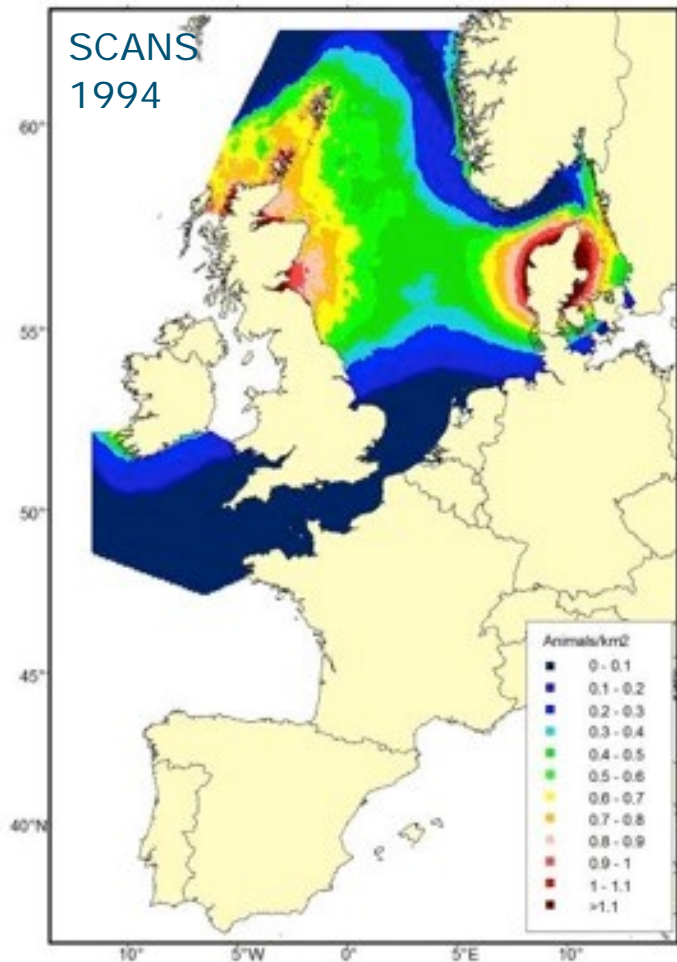 SCANS
1994
60°
55°
50°
45°
40°N
10°
5°W
0°
5°E
10°
Animals/km2
0 - 0.1
0.1 - 0.2
0.2 - 0.3
0.3 - 0.4
0.4 - 0.5
0.5 - 0.6
0.6 - 0.7
0.7 - 0.8
0.8 - 0.9
0.9 - 1
1 - 1.1
>1.1